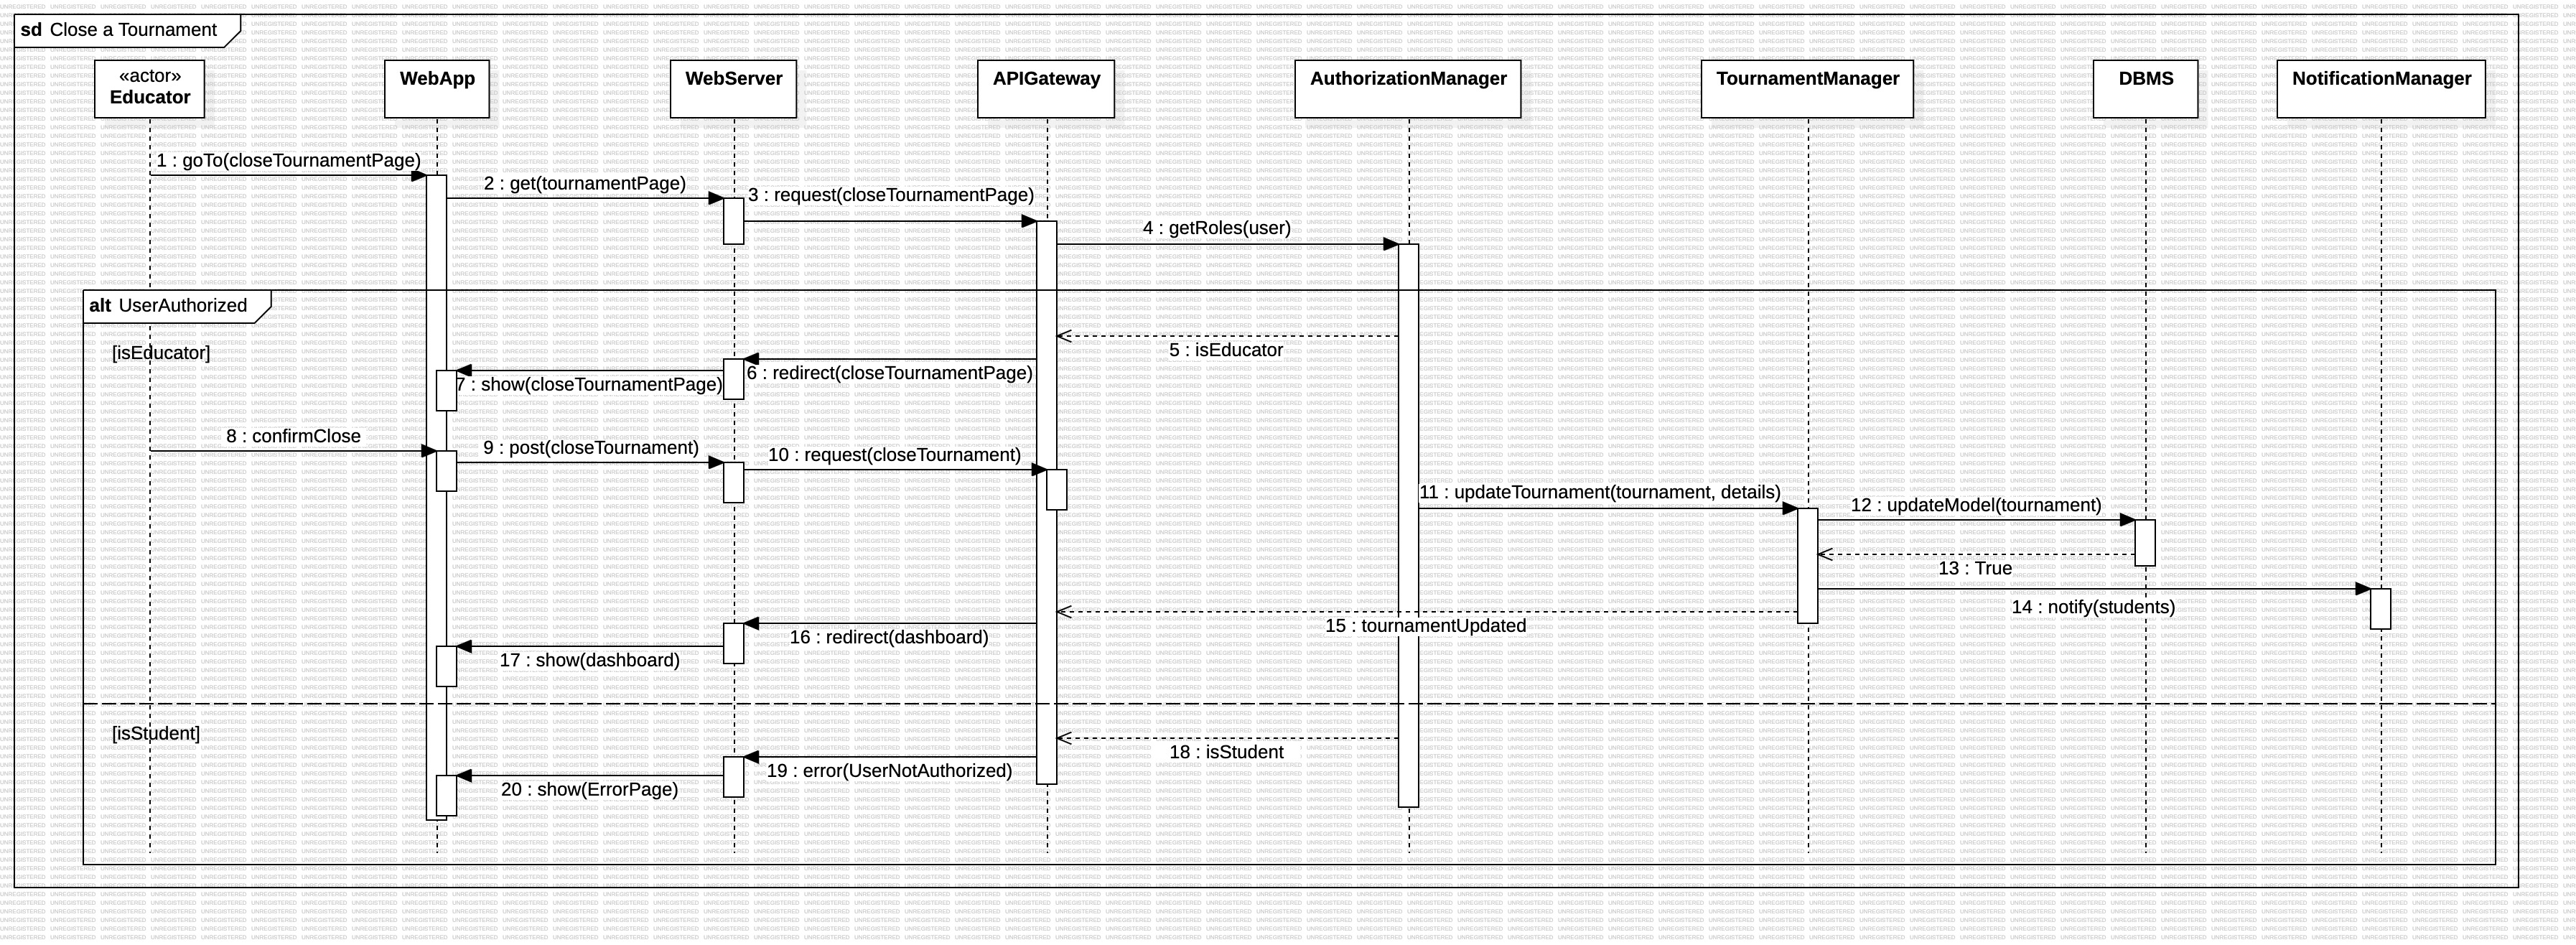 sd Close a Tournament
«actor»
Educator
WebApp
WebServer
APIGateway
AuthorizationManager
TournamentManager
DBMS
NotificationManager
1 : goTo(closeTournamentPage)
2 : get(tournamentPage)
3 : request(closeTournamentPage)
4 : getRoles(user)
alt UserAuthorized
[isEducator]
5 : isEducator
6 : redirect(closeTournamentPage)
7 : show(closeTournamentPage)
8 : confirmClose
9 : post(closeTournament)
10 : request(closeTournament)
11 : updateTournament(tournament, details)
12 : updateModel(tournament)
13 : True
14 : notify(students)
15 : tournamentUpdated
16 : redirect(dashboard)
17 : show(dashboard)
[isStudent]
18 : isStudent
19 : error(UserNotAuthorized)
20 : show(ErrorPage)
UNREGISTERED